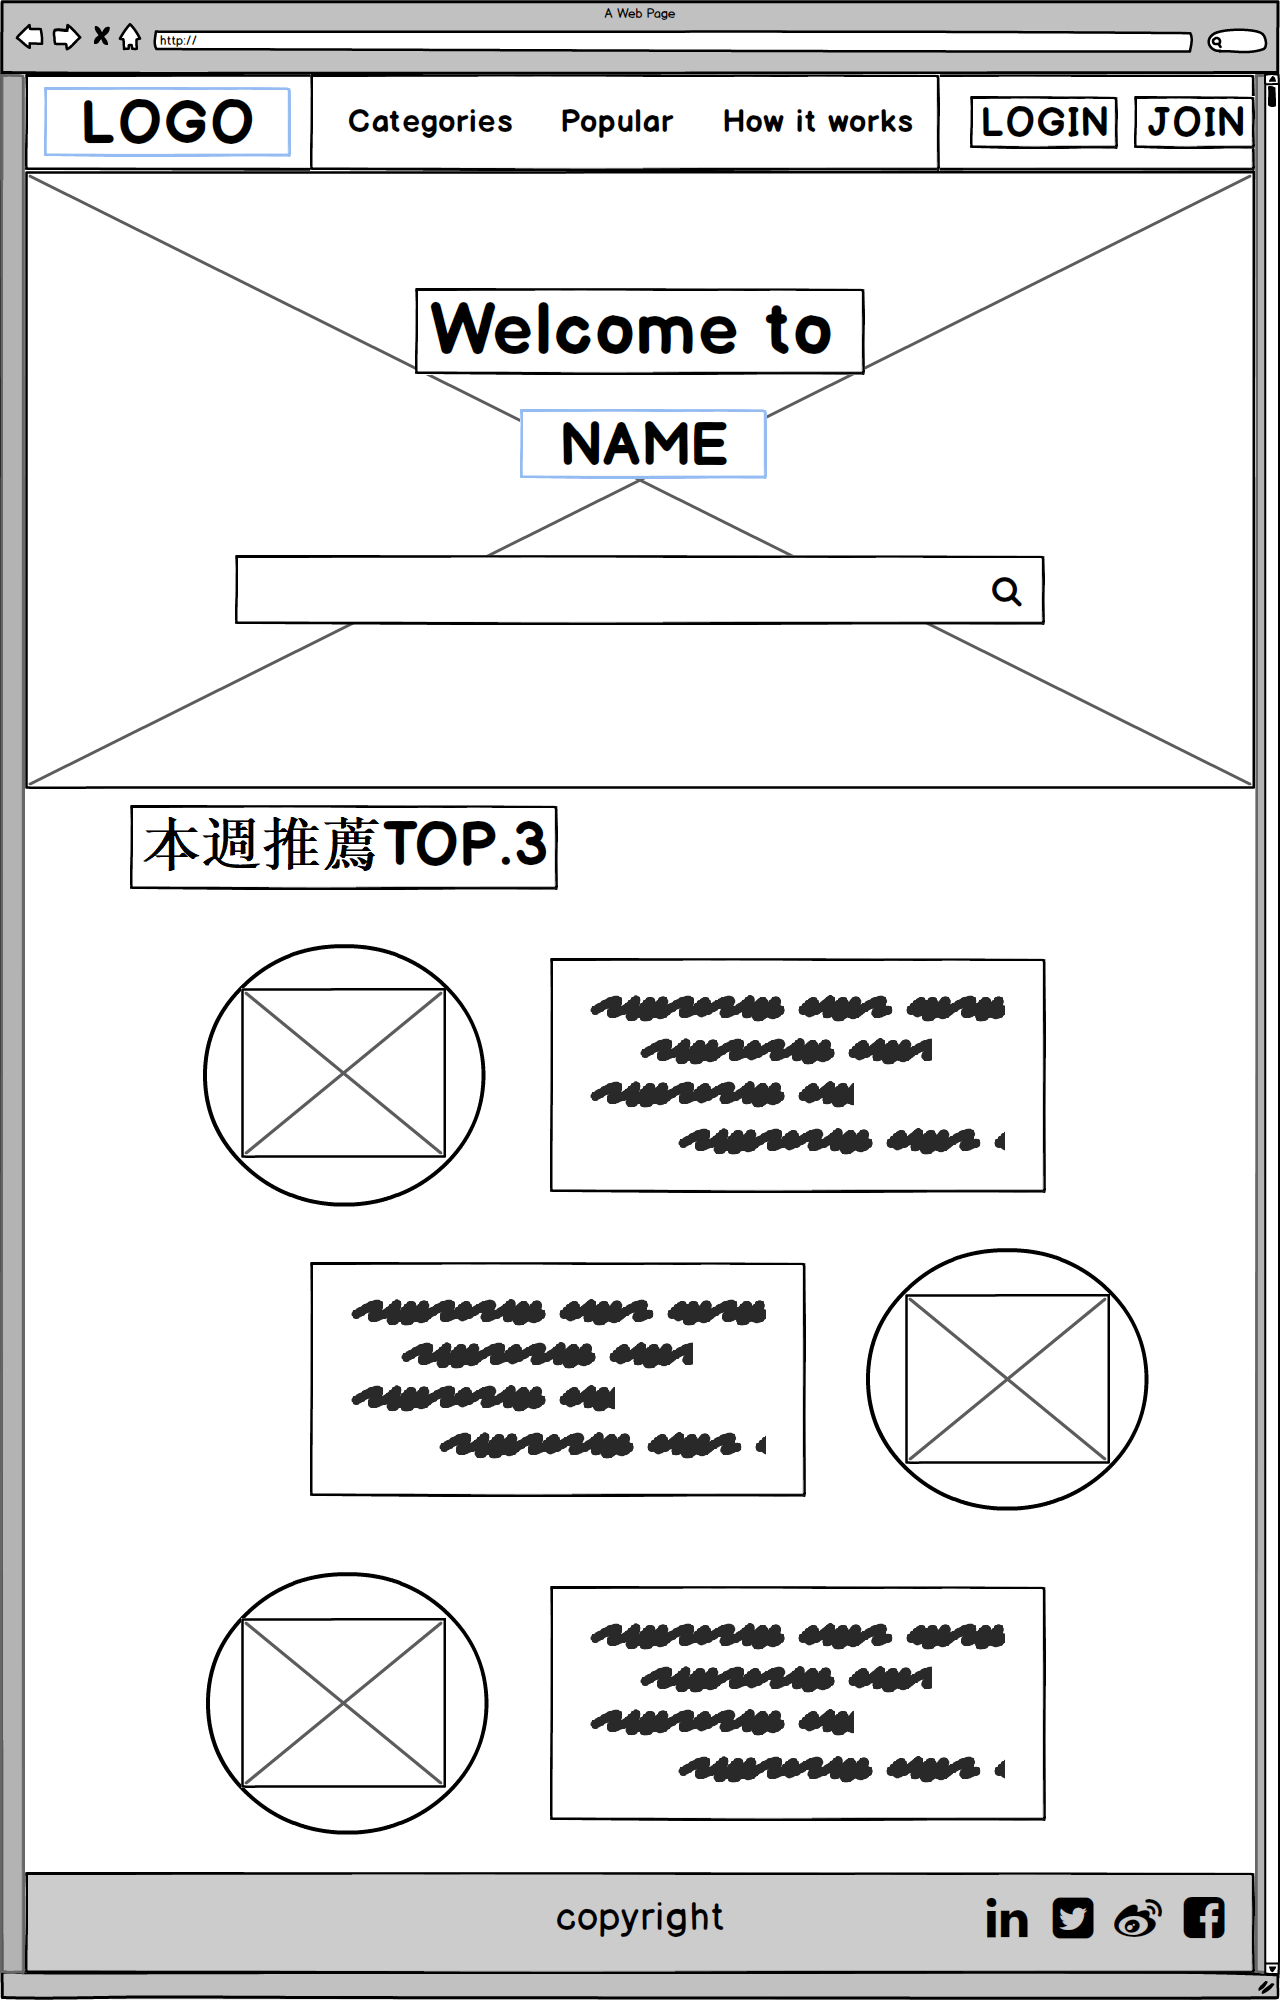 A Web Page
http://
LOGO
Categories Popular How it works
LOGIN JOIN
Welcome to
NAME
本週推薦TOP.3
copyright